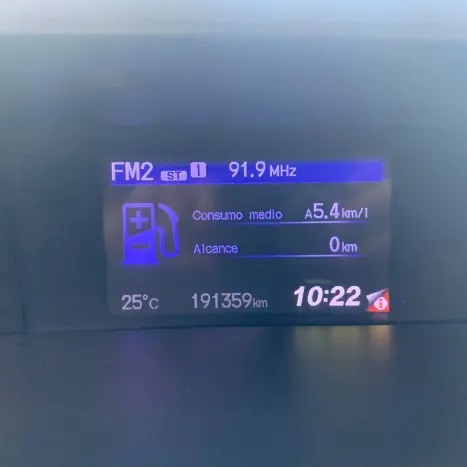 FM2 ST 1 91.9 MHz
Consumo medio A5.4 km/l
Alcance 0 km
25°C 191359 km 10:22 i